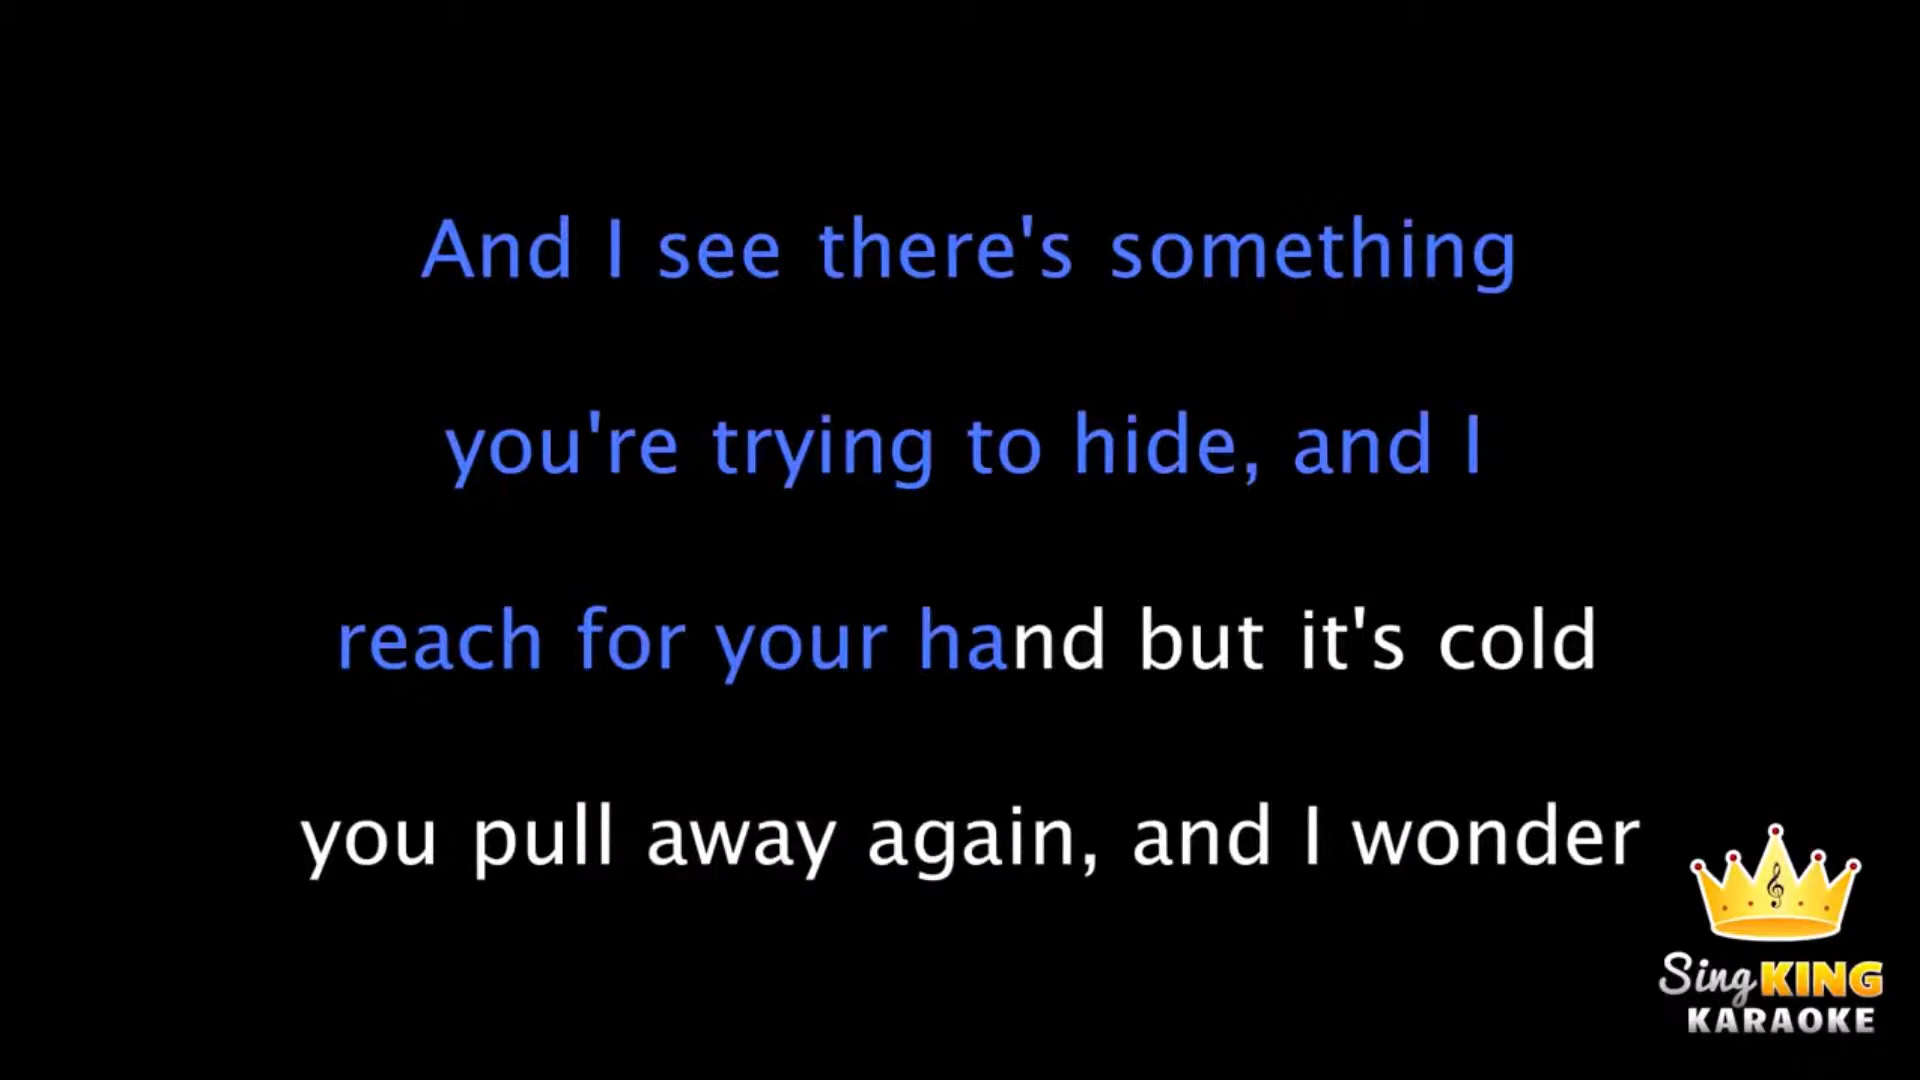 And I see there's something
you're trying to hide, and I
reach for your hand but it's cold
you pull away again, and I wonder
Sing KING
KARAOKE